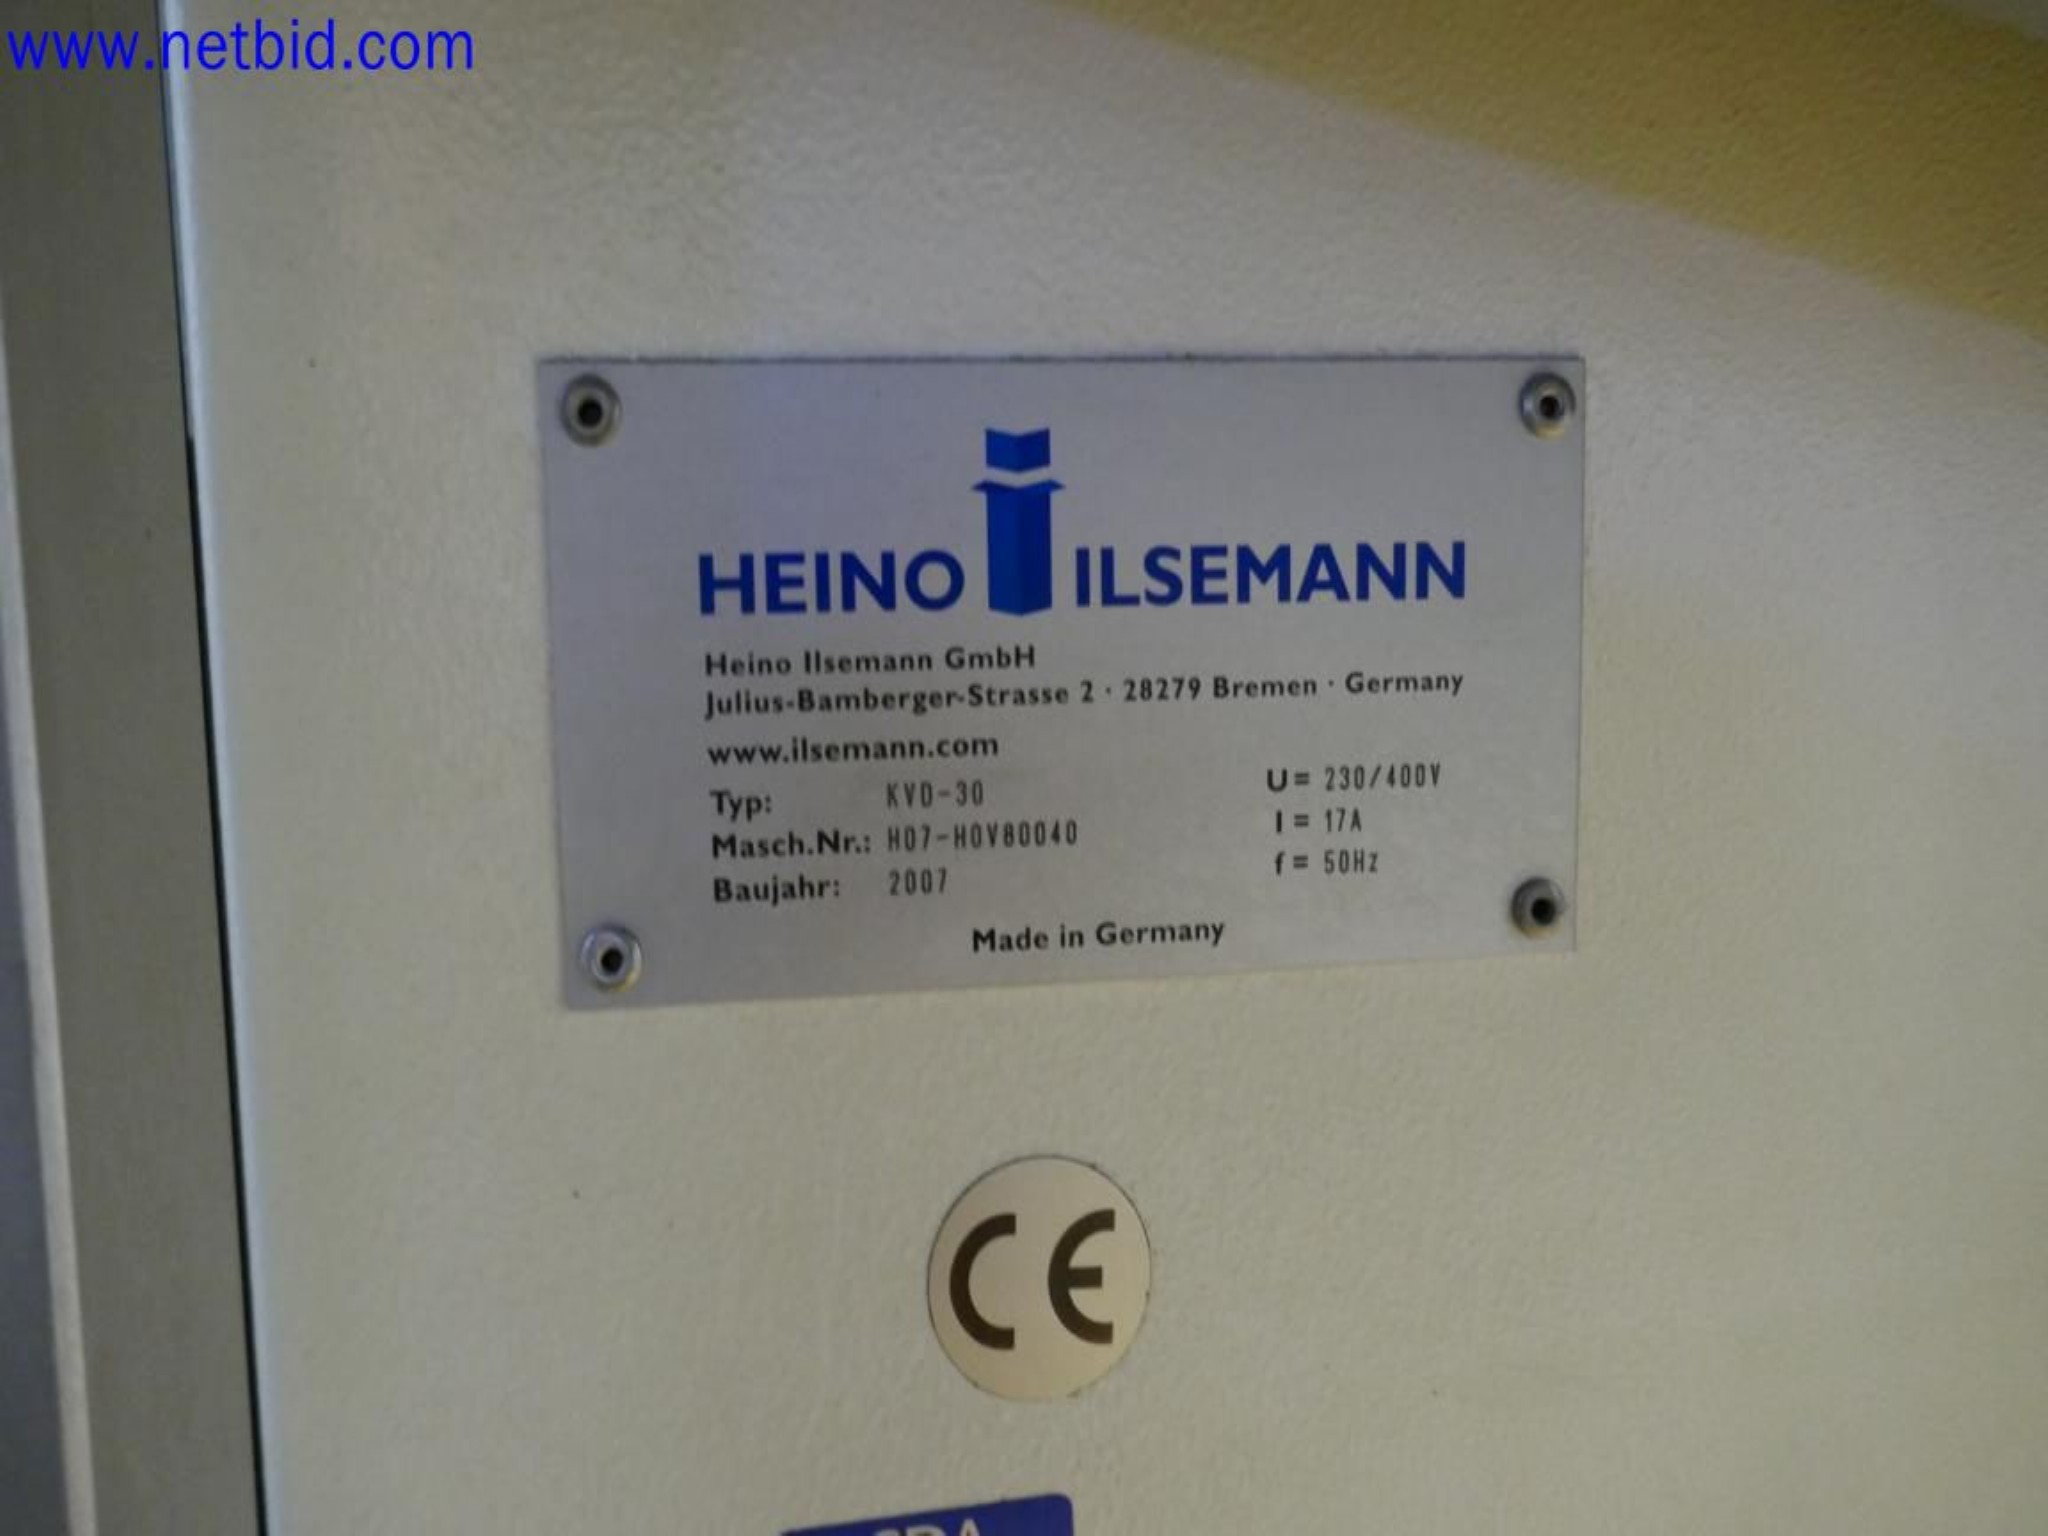 www.netbid.com
HEINO ILSEMANN
Heino Ilsemann GmbH
Julius-Bamberger-Strasse 2 · 28279 Bremen · Germany
www.ilsemann.com
Typ: KVD-30
Masch.Nr.: H07-H0V80040
Baujahr: 2007
U = 230/400V
I = 17A
f = 50Hz
Made in Germany
CE